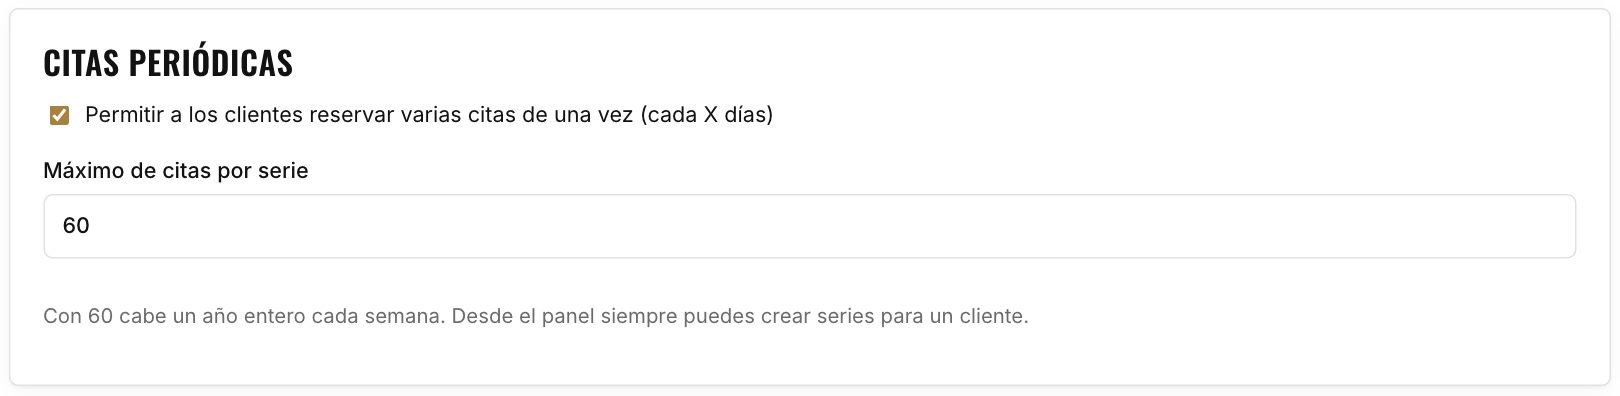 CITAS PERIÓDICAS
Permitir a los clientes reservar varias citas de una vez (cada X días)
Máximo de citas por serie
60
Con 60 cabe un año entero cada semana. Desde el panel siempre puedes crear series para un cliente.